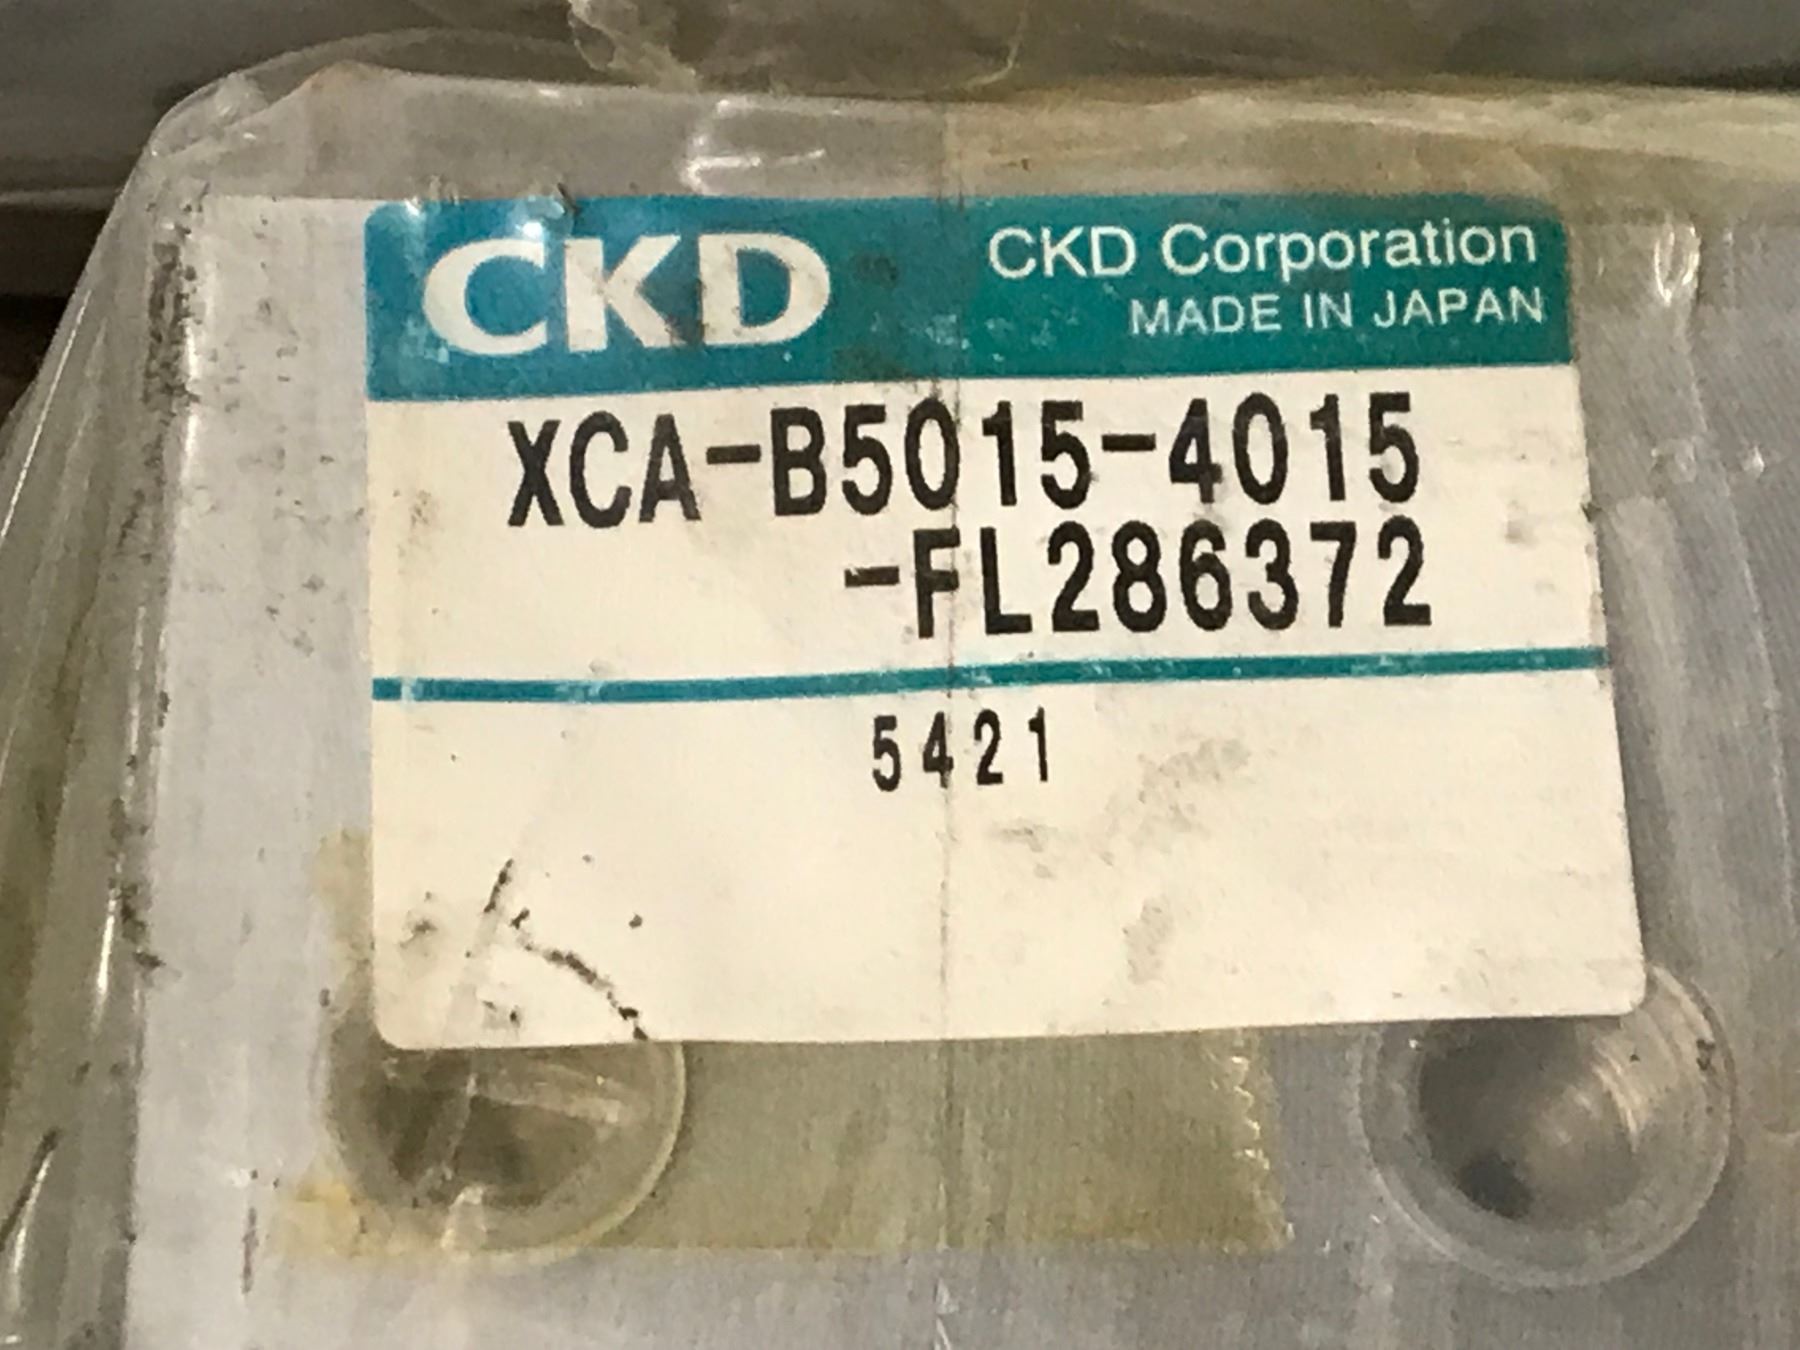 CKD
CKD Corporation
MADE IN JAPAN
XCA-B5015-4015
-FL286372
5421